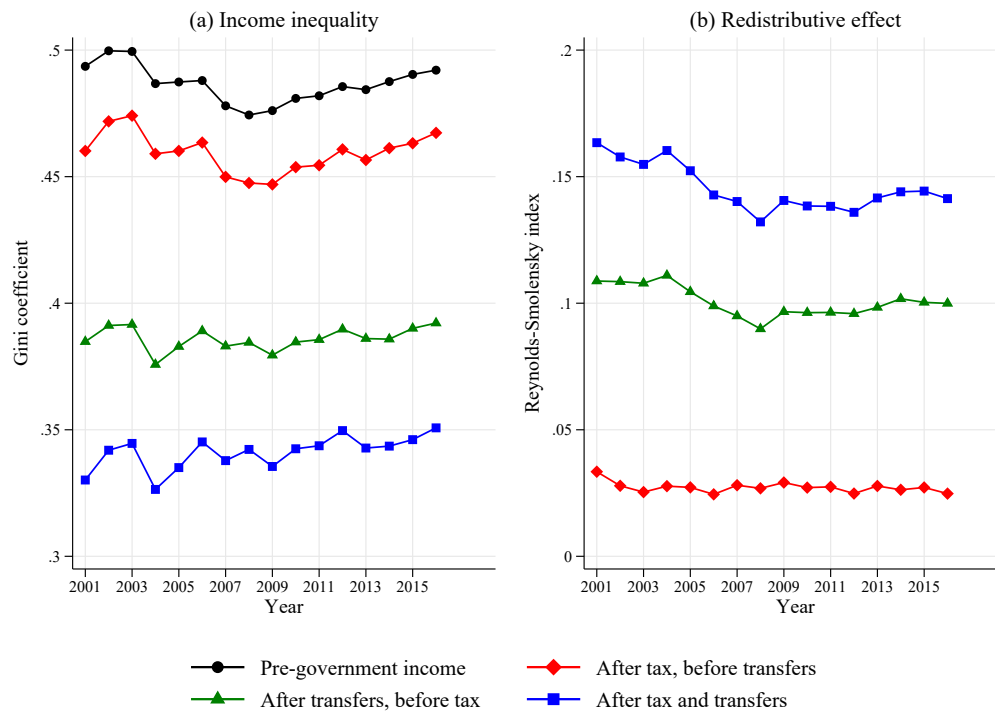 (a) Income inequality
Gini coefficient
.5
.45
.4
.35
.3
2001 2003 2005 2007 2009 2011 2013 2015
Year
(b) Redistributive effect
Reynolds-Smolensky index
.2
.15
.1
.05
0
2001 2003 2005 2007 2009 2011 2013 2015
Year
Pre-government income
After tax, before transfers
After transfers, before tax
After tax and transfers